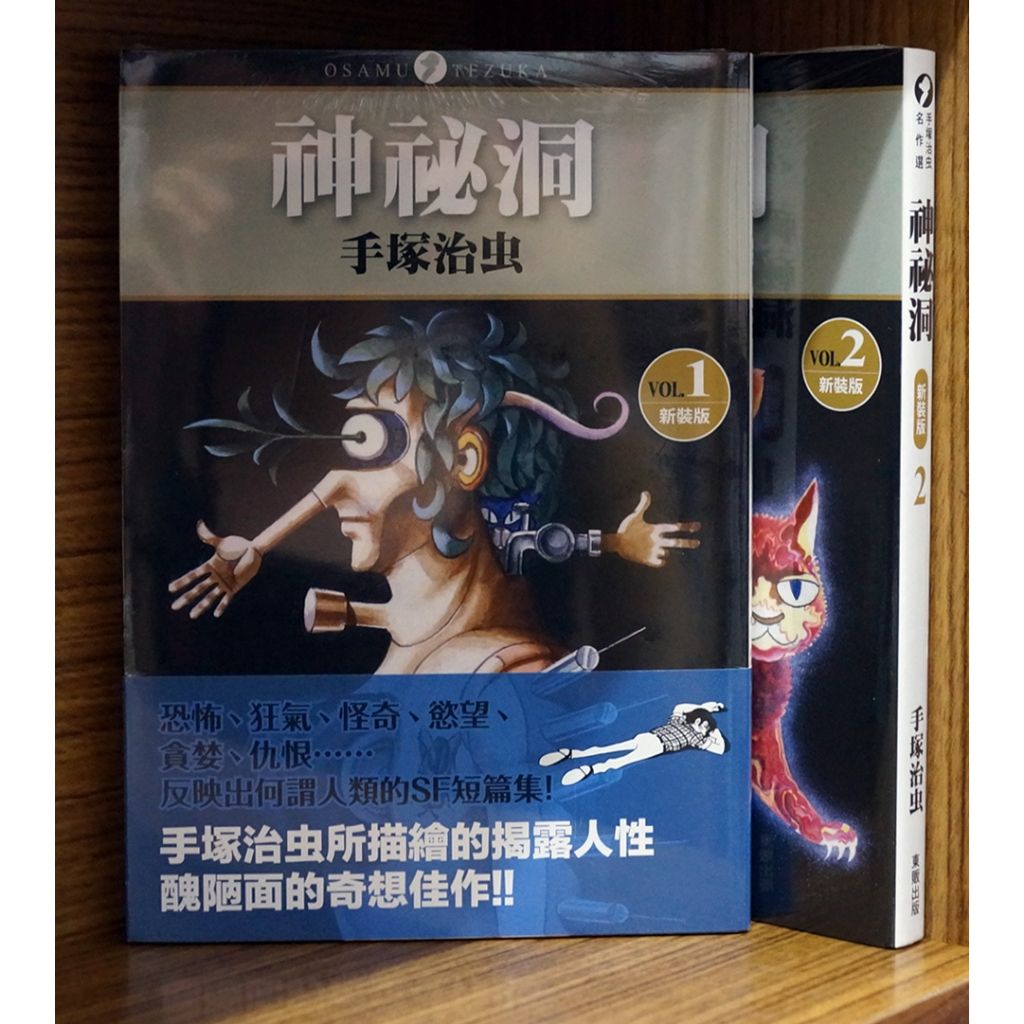 OSAMU TEZUKA
神祕洞
手塚治虫
VOL.1
新裝版
恐怖、狂氣、怪奇、慾望、
貪婪、仇恨……
反映出何謂人類的SF短篇集!
手塚治虫所描繪的揭露人性
醜陋面的奇想佳作!!
VOL.2
新裝版
手塚治虫
名作選
神祕洞
新裝版
2
手塚治虫
東販出版